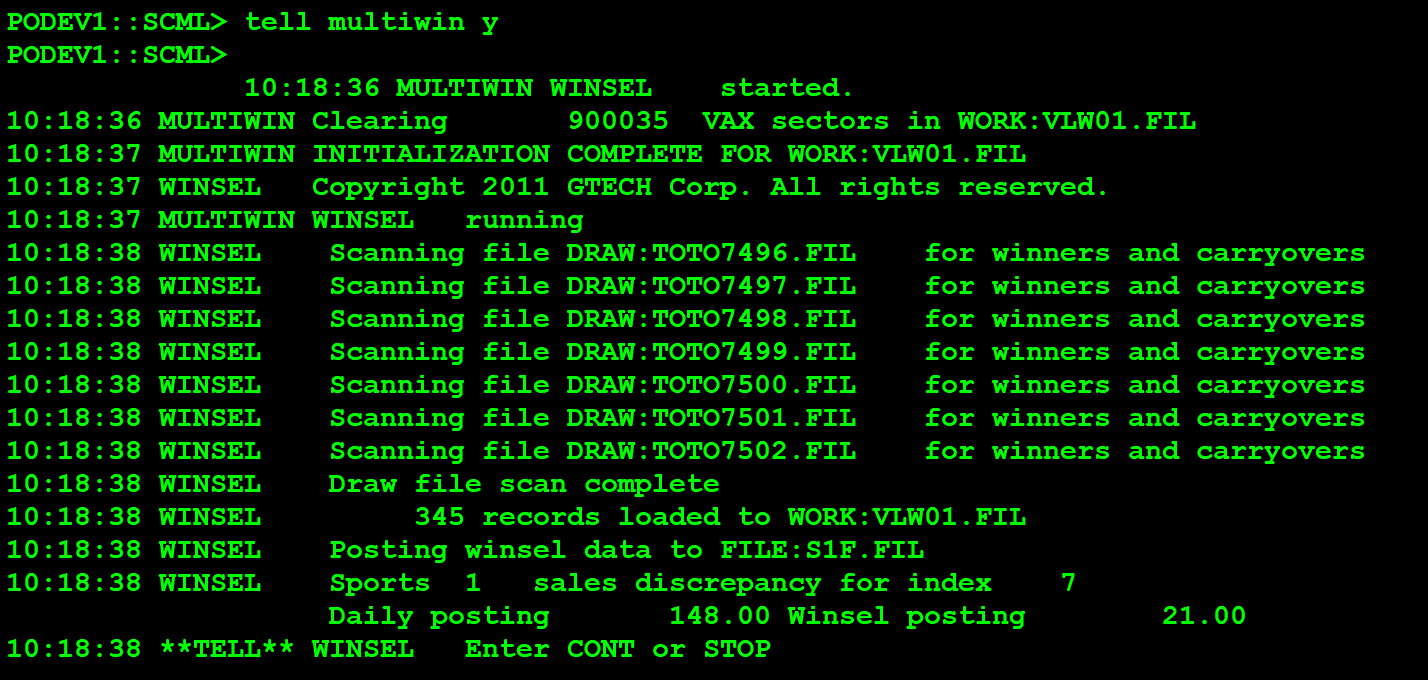 PODEV1::SCML> tell multiwin y
PODEV1::SCML>
10:18:36 MULTIWIN WINSEL started.
10:18:36 MULTIWIN Clearing 900035 VAX sectors in WORK:VLW01.FIL
10:18:37 MULTIWIN INITIALIZATION COMPLETE FOR WORK:VLW01.FIL
10:18:37 WINSEL Copyright 2011 GTECH Corp. All rights reserved.
10:18:37 MULTIWIN WINSEL running
10:18:38 WINSEL Scanning file DRAW:TOTO7496.FIL for winners and carryovers
10:18:38 WINSEL Scanning file DRAW:TOTO7497.FIL for winners and carryovers
10:18:38 WINSEL Scanning file DRAW:TOTO7498.FIL for winners and carryovers
10:18:38 WINSEL Scanning file DRAW:TOTO7499.FIL for winners and carryovers
10:18:38 WINSEL Scanning file DRAW:TOTO7500.FIL for winners and carryovers
10:18:38 WINSEL Scanning file DRAW:TOTO7501.FIL for winners and carryovers
10:18:38 WINSEL Scanning file DRAW:TOTO7502.FIL for winners and carryovers
10:18:38 WINSEL Draw file scan complete
10:18:38 WINSEL 345 records loaded to WORK:VLW01.FIL
10:18:38 WINSEL Posting winsel data to FILE:S1F.FIL
10:18:38 WINSEL Sports 1 sales discrepancy for index 7
Daily posting 148.00 Winsel posting 21.00
10:18:38 **TELL** WINSEL Enter CONT or STOP